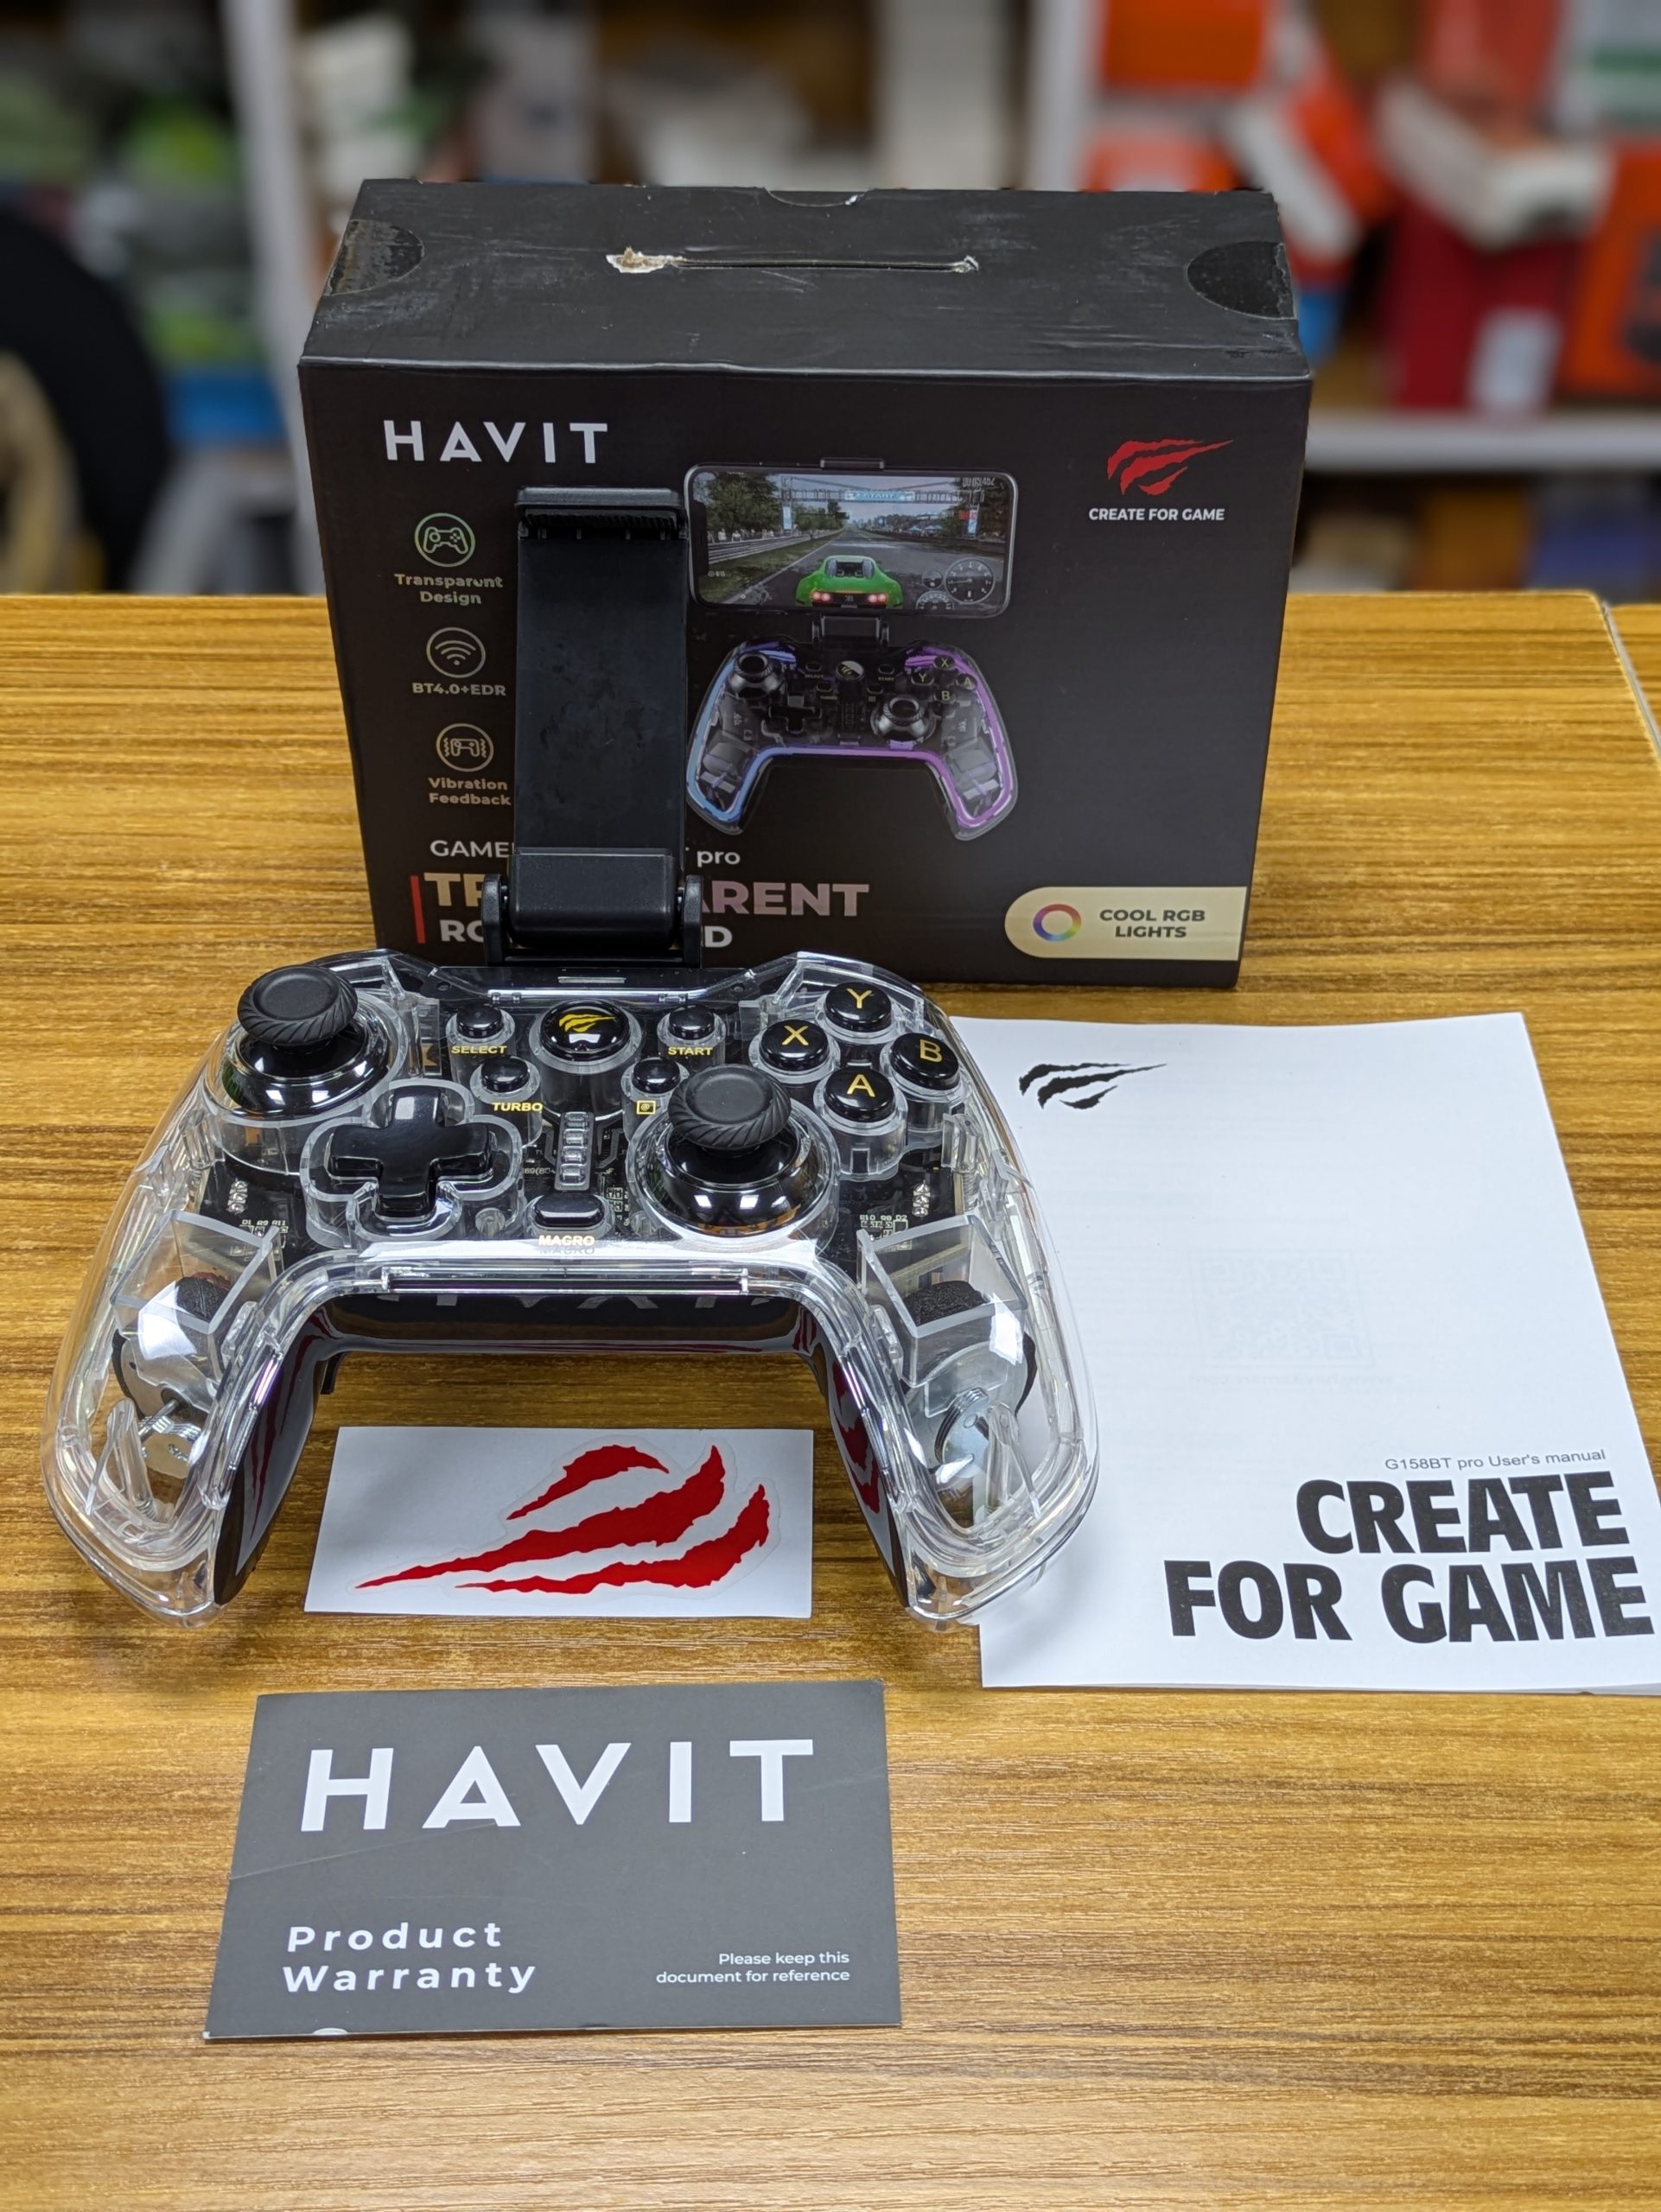 HAVIT
CREATE FOR GAME
Transparent
Design
BT4.0+EDR
Vibration
Feedback
pro
COOL RGB
LIGHTS
SELECT
START
TURBO
MACRO
Y
X
B
A
G158BT pro User's manual
CREATE
FOR GAME
HAVIT
Product
Warranty
Please keep this
document for reference